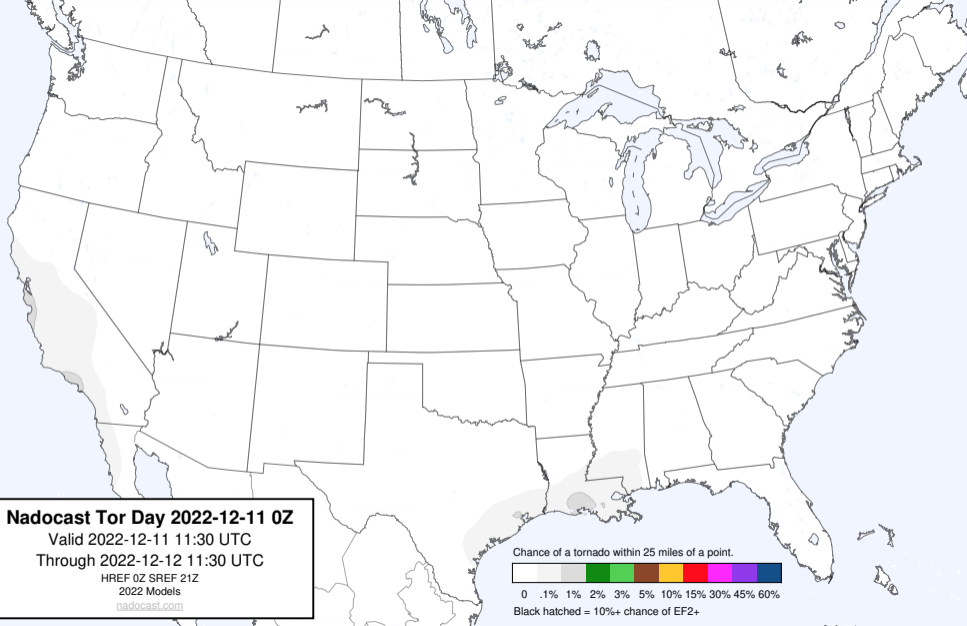 Nadocast Tor Day 2022-12-11 0Z
Valid 2022-12-11 11:30 UTC
Through 2022-12-12 11:30 UTC
HREF 0Z SREF 21Z
2022 Models
nadocast.com
Chance of a tornado within 25 miles of a point.
0 .1% 1% 2% 3% 5% 10% 15% 30% 45% 60%
Black hatched = 10%+ chance of EF2+